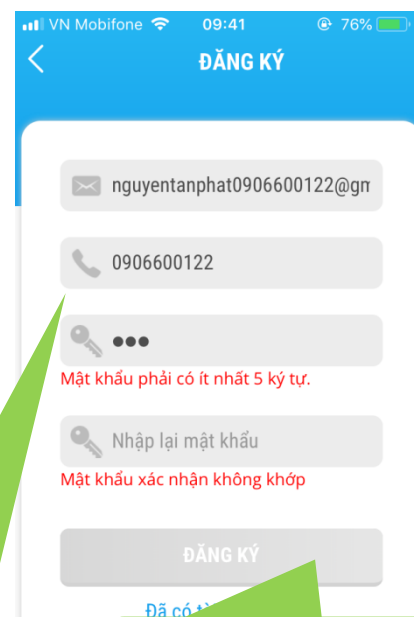 VN Mobifone 09:41 76%
ĐĂNG KÝ
nguyentanphat0906600122@gm
0906600122
●●●
Mật khẩu phải có ít nhất 5 ký tự.
Nhập lại mật khẩu
Mật khẩu xác nhận không khớp
ĐĂNG KÝ
Đã có